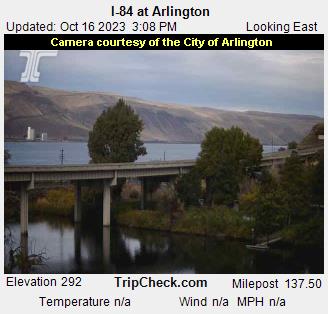 I-84 at Arlington
Updated: Oct 16 2023 3:08 PM Looking East
Camera courtesy of the City of Arlington
Elevation 292 TripCheck.com Milepost 137.50
Temperature n/a Wind n/a MPH n/a